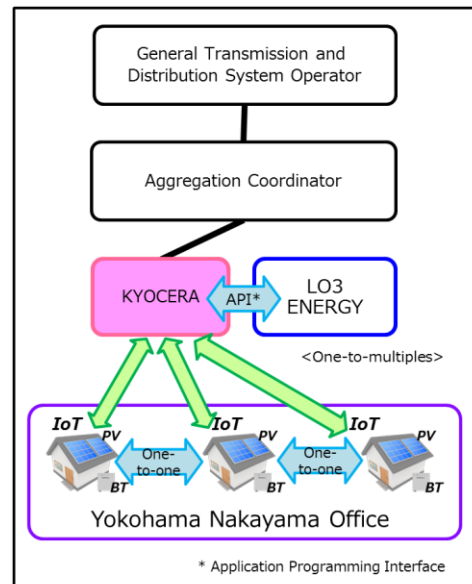 General Transmission and
Distribution System Operator
Aggregation Coordinator
KYOCERA
API*
LO3
ENERGY
<One-to-multiples>
IoT
PV
BT
One-
to-one
IoT
PV
BT
One-
to-one
IoT
PV
BT
Yokohama Nakayama Office
* Application Programming Interface